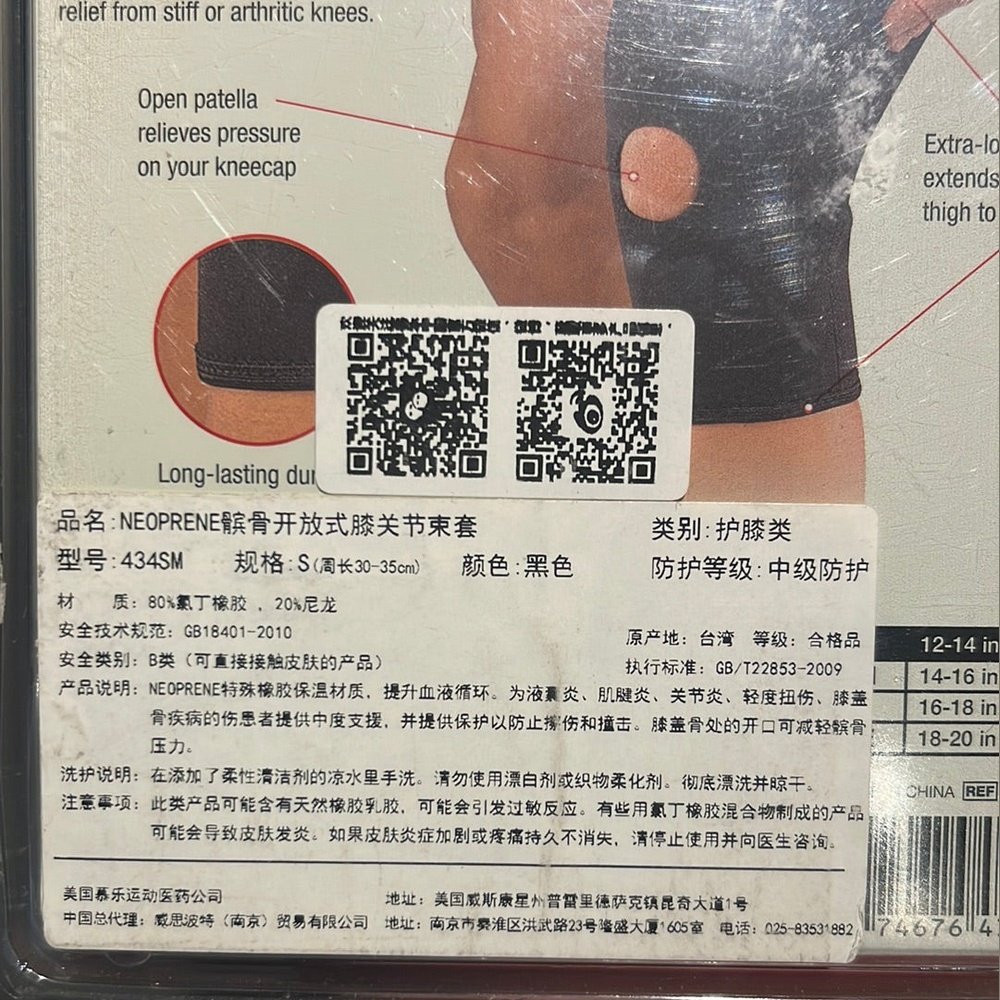 relief from stiff or arthritic knees.
Open patella
relieves pressure
on your kneecap
Extra-lo
extends
thigh to
Long-lasting dur
品名:NEOPRENE髌骨开放式膝关节束套
类别:护膝类
型号:434SM 规格:S(周长30-35cm) 颜色:黑色 防护等级:中级防护
材 质: 80%氯丁橡胶 , 20%尼龙
安全技术规范: GB18401-2010
原产地: 台湾 等级: 合格品
安全类别: B类 (可直接接触皮肤的产品)
执行标准: GB/T22853-2009
产品说明: NEOPRENE特殊橡胶保温材质, 提升血液循环。为液囊炎、肌腱炎、关节炎、轻度扭伤、膝盖
骨疾病的伤患者提供中度支援, 并提供保护以防止擦伤和撞击。膝盖骨处的开口可减轻髌骨
压力。
洗护说明: 在添加了柔性清洁剂的凉水里手洗。请勿使用漂白剂或织物柔化剂。彻底漂洗并晾干。
注意事项: 此类产品可能含有天然橡胶乳胶, 可能会引发过敏反应。有些用氯丁橡胶混合物制成的产品
可能会导致皮肤发炎。如果皮肤炎症加剧或疼痛持久不消失, 请停止使用并向医生咨询。
美国慕乐运动医药公司 地址: 美国威斯康星州普雷里德萨克镇昆奇大道1号
中国总代理: 威思波特 (南京) 贸易有限公司 地址: 南京市秦淮区洪武路23号隆盛大厦1605室 电话: 025-83531882
12-14 in
14-16 in
16-18 in
18-20 in
CHINA REF
74676 4